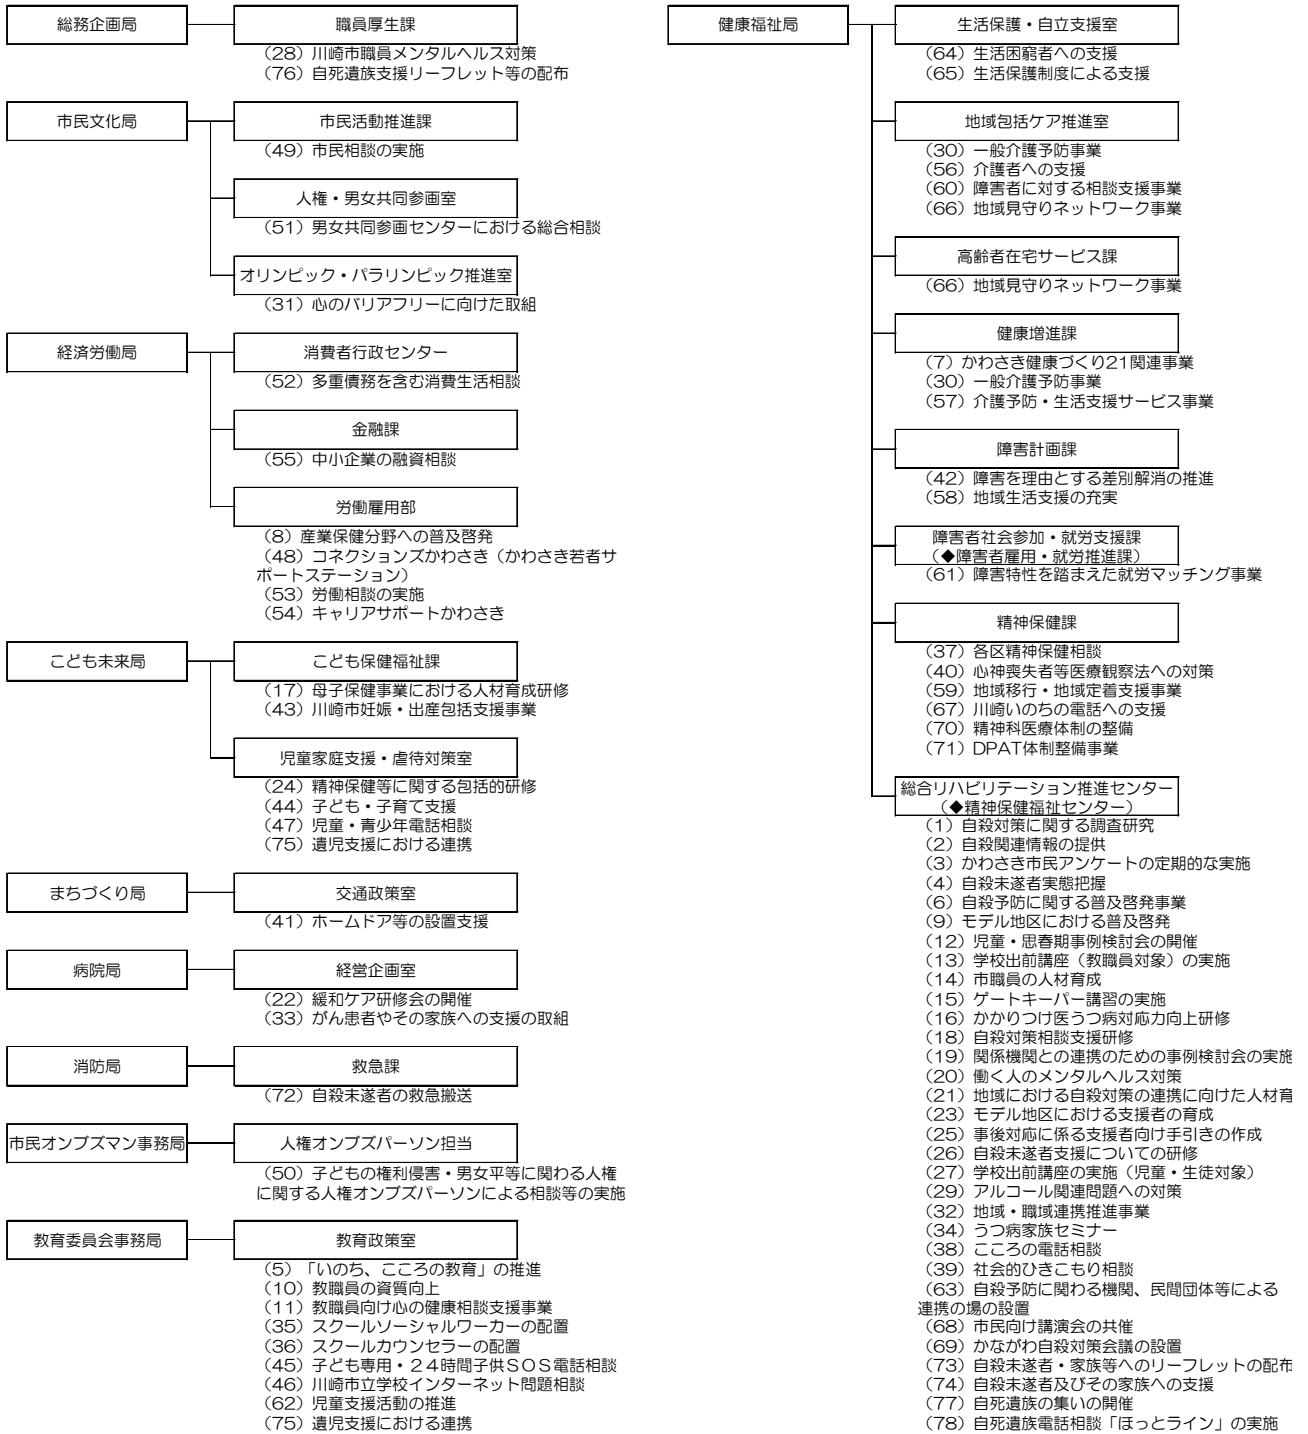 総務企画局
職員厚生課
（28）川崎市職員メンタルヘルス対策
（76）自死遺族支援リーフレット等の配布
市民文化局
市民活動推進課
（49）市民相談の実施
人権・男女共同参画室
（51）男女共同参画センターにおける総合相談
オリンピック・パラリンピック推進室
（31）心のバリアフリーに向けた取組
経済労働局
消費者行政センター
（52）多重債務を含む消費生活相談
金融課
（55）中小企業の融資相談
労働雇用部
（8）産業保健分野への普及啓発
（48）コネクションズかわさき（かわさき若者サ
ポートステーション）
（53）労働相談の実施
（54）キャリアサポートかわさき
こども未来局
こども保健福祉課
（17）母子保健事業における人材育成研修
（43）川崎市妊娠・出産包括支援事業
児童家庭支援・虐待対策室
（24）精神保健等に関する包括的研修
（44）子ども・子育て支援
（47）児童・青少年電話相談
（75）遺児支援における連携
まちづくり局
交通政策室
（41）ホームドア等の設置支援
病院局
経営企画室
（22）緩和ケア研修会の開催
（33）がん患者やその家族への支援の取組
消防局
救急課
（72）自殺未遂者の救急搬送
市民オンブズマン事務局
人権オンブズパーソン担当
（50）子どもの権利侵害・男女平等に関わる人権
に関する人権オンブズパーソンによる相談等の実施
教育委員会事務局
教育政策室
（5）「いのち、こころの教育」の推進
（10）教職員の資質向上
（11）教職員向け心の健康相談支援事業
（35）スクールソーシャルワーカーの配置
（36）スクールカウンセラーの配置
（45）子ども専用・２４時間子供ＳＯＳ電話相談
（46）川崎市立学校インターネット問題相談
（62）児童支援活動の推進
（75）遺児支援における連携
健康福祉局
生活保護・自立支援室
（64）生活困窮者への支援
（65）生活保護制度による支援
地域包括ケア推進室
（30）一般介護予防事業
（56）介護者への支援
（60）障害者に対する相談支援事業
（66）地域見守りネットワーク事業
高齢者在宅サービス課
（66）地域見守りネットワーク事業
健康増進課
（7）かわさき健康づくり21関連事業
（30）一般介護予防事業
（57）介護予防・生活支援サービス事業
障害計画課
（42）障害を理由とする差別解消の推進
（58）地域生活支援の充実
障害者社会参加・就労支援課
（◆障害者雇用・就労推進課）
（61）障害特性を踏まえた就労マッチング事業
精神保健課
（37）各区精神保健相談
（40）心神喪失者等医療観察法への対策
（59）地域移行・地域定着支援事業
（67）川崎いのちの電話への支援
（70）精神科医療体制の整備
（71）DPAT体制整備事業
総合リハビリテーション推進センター
（◆精神保健福祉センター）
（1）自殺対策に関する調査研究
（2）自殺関連情報の提供
（3）かわさき市民アンケートの定期的な実施
（4）自殺未遂者実態把握
（6）自殺予防に関する普及啓発事業
（9）モデル地区における普及啓発
（12）児童・思春期事例検討会の開催
（13）学校出前講座（教職員対象）の実施
（14）市職員の人材育成
（15）ゲートキーパー講習の実施
（16）かかりつけ医うつ病対応力向上研修
（18）自殺対策相談支援研修
（19）関係機関との連携のための事例検討会の実施
（20）働く人のメンタルヘルス対策
（21）地域における自殺対策の連携に向けた人材育
（23）モデル地区における支援者の育成
（25）事後対応に係る支援者向け手引きの作成
（26）自殺未遂者支援についての研修
（27）学校出前講座の実施（児童・生徒対象）
（29）アルコール関連問題への対策
（32）地域・職域連携推進事業
（34）うつ病家族セミナー
（38）こころの電話相談
（39）社会的ひきこもり相談
（63）自殺予防に関わる機関、民間団体等による
連携の場の設置
（68）市民向け講演会の共催
（69）かながわ自殺対策会議の設置
（73）自殺未遂者・家族等へのリーフレットの配布
（74）自殺未遂者及びその家族への支援
（77）自死遺族の集いの開催
（78）自死遺族電話相談「ほっとライン」の実施